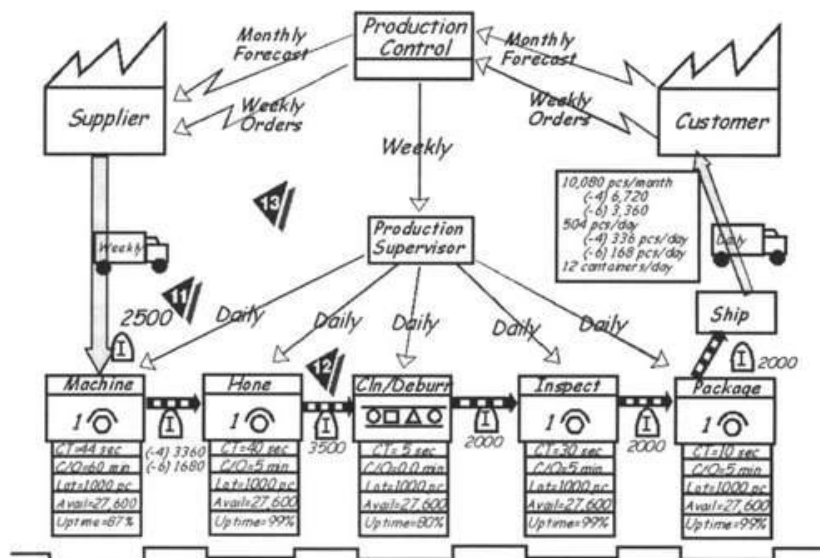 Production
Control
Monthly
Forecast
Monthly
Forecast
Supplier
Weekly
Orders
Weekly
Orders
Customer
Weekly
10,080 pcs/month
(-4) 6,720
(-6) 3,360
504 pcs/day
(-4) 336 pcs/day
(-6) 168 pcs/day
12 containers/day
13
Production
Supervisor
Weekly
Daily
11
2500
I
Daily
Daily
Daily
Daily
Daily
Ship
12
I
2000
Machine
Hone
Cln/Deburr
Inspect
Package
1
1
1
1
I
I
I
I
(-4) 3360
(-6) 1680
3500
2000
2000
CT=44 sec
C/O=60 min
Lot=1000 pc
Avail=27,600
Uptime=87%
CT=40 sec
C/O=5 min
Lot=1000 pc
Avail=27,600
Uptime=99%
CT= 5 sec
C/O=0.0 min
Lot=1000 pc
Avail=27,600
Uptime=80%
CT=30 sec
C/O=5 min
Lot=1000 pc
Avail=27,600
Uptime=99%
CT=10 sec
C/O=5 min
Lot=1000 pc
Avail=27,600
Uptime=99%